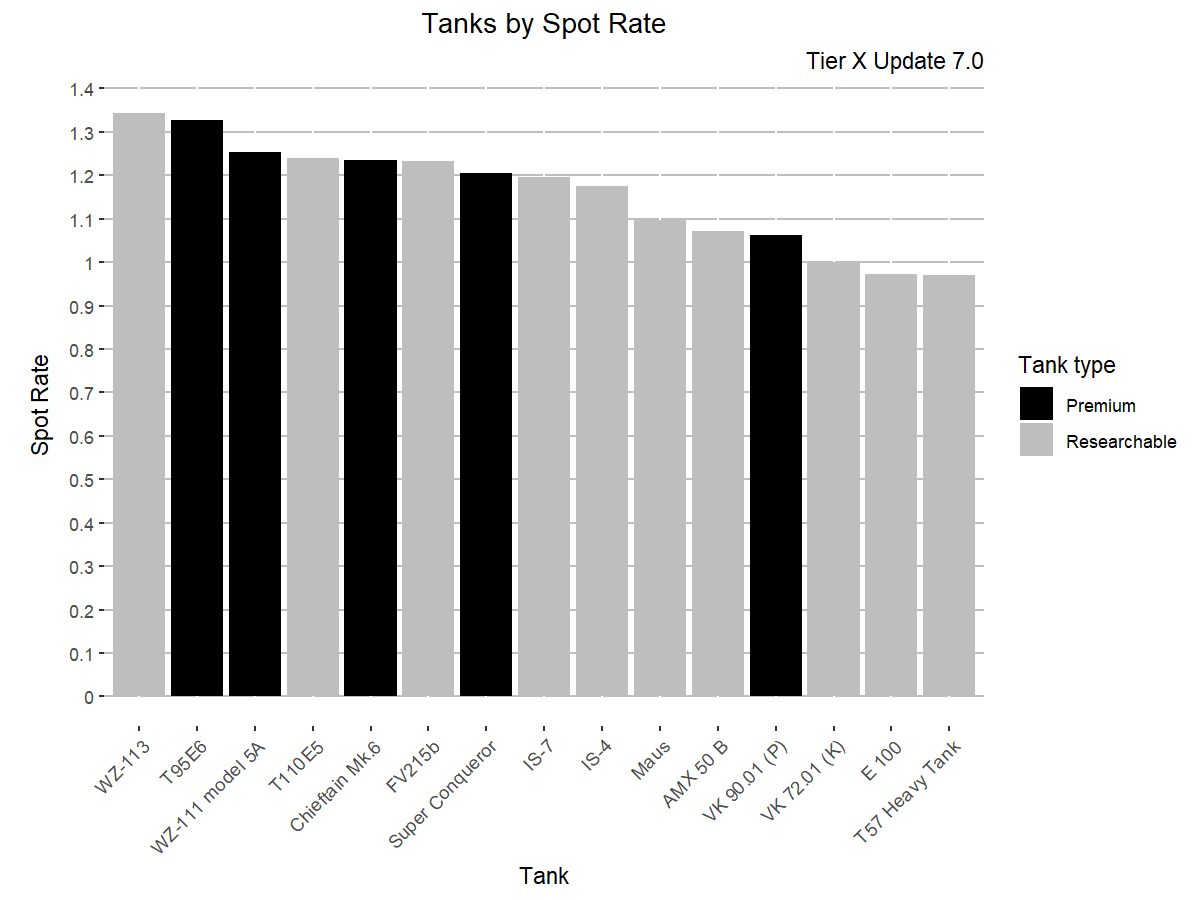 Tanks by Spot Rate
Tier X Update 7.0
1.4
1.3
1.2
1.1
1
0.9
0.8
0.7
0.6
0.5
0.4
0.3
0.2
0.1
0
Spot Rate
WZ-113
T95E6
WZ-111 model 5A
T110E5
Chieftain Mk.6
FV215b
Super Conqueror
IS-7
IS-4
Maus
AMX 50 B
VK 90.01 (P)
VK 72.01 (K)
E 100
T57 Heavy Tank
Tank
Tank type
Premium
Researchable